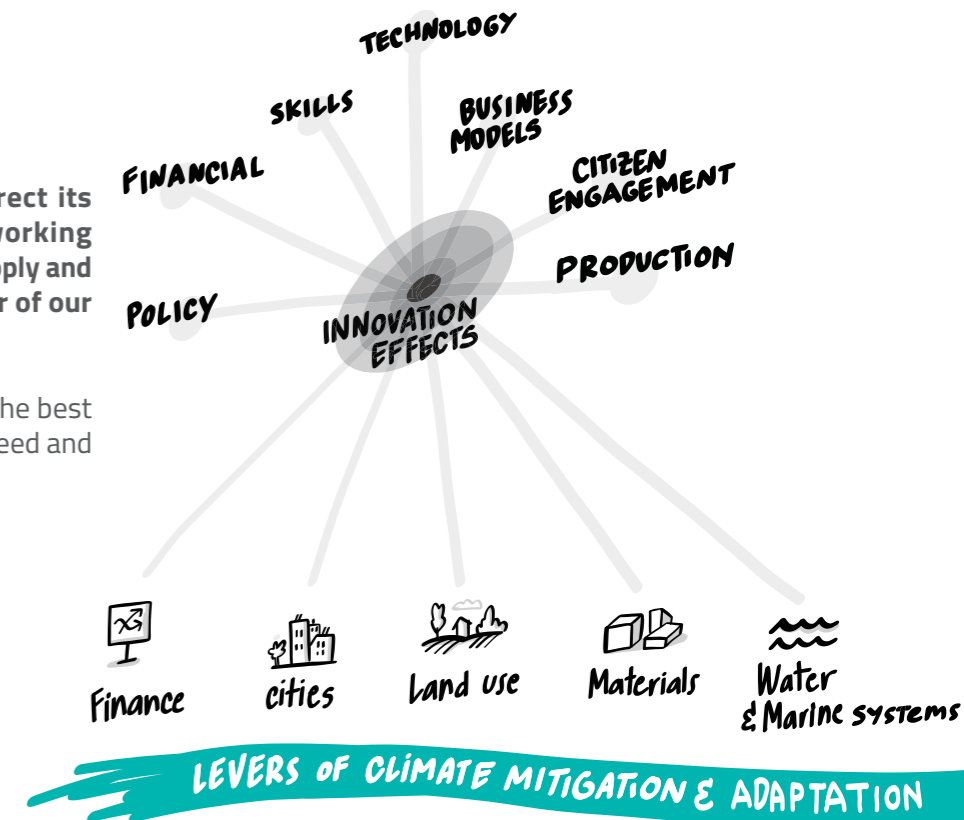 rect its
working
pply and
r of our
he best
eed and
TECHNOLOGY
SKILLS
BUSINESS
MODELS
FINANCIAL
CITIZEN
ENGAGEMENT
PRODUCTION
POLICY
INNOVATION
EFFECTS
Finance
cities
Land use
Materials
Water
& Marine SYSTEMS
LEVERS OF CLIMATE MITIGATION & ADAPTATION